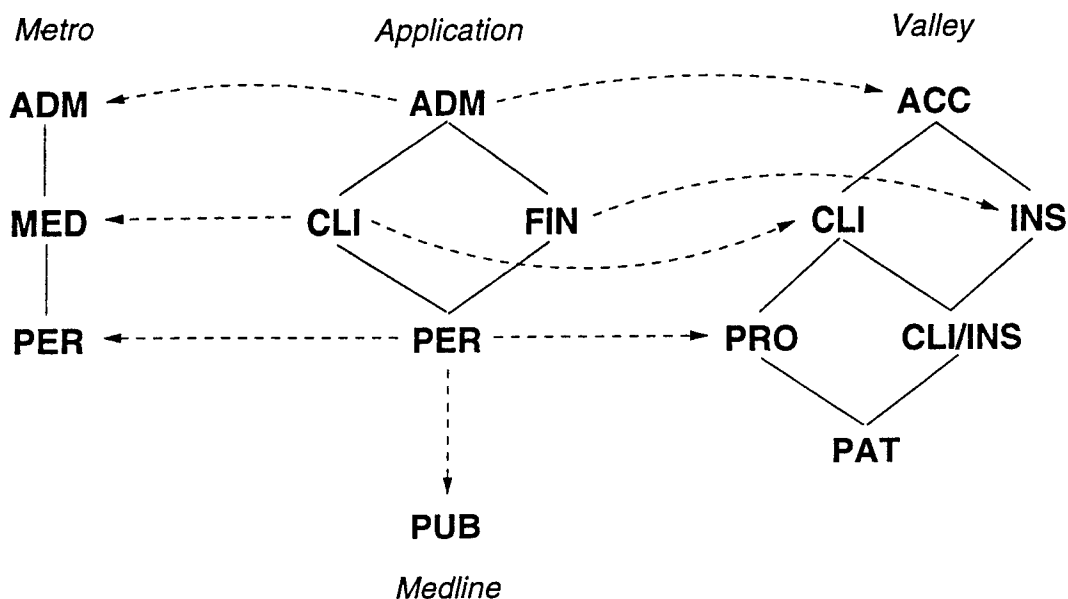 Metro Application Valley
ADM ADM ACC
MED CLI FIN CLI INS
PER PER PRO CLI/INS
PAT
PUB
Medline